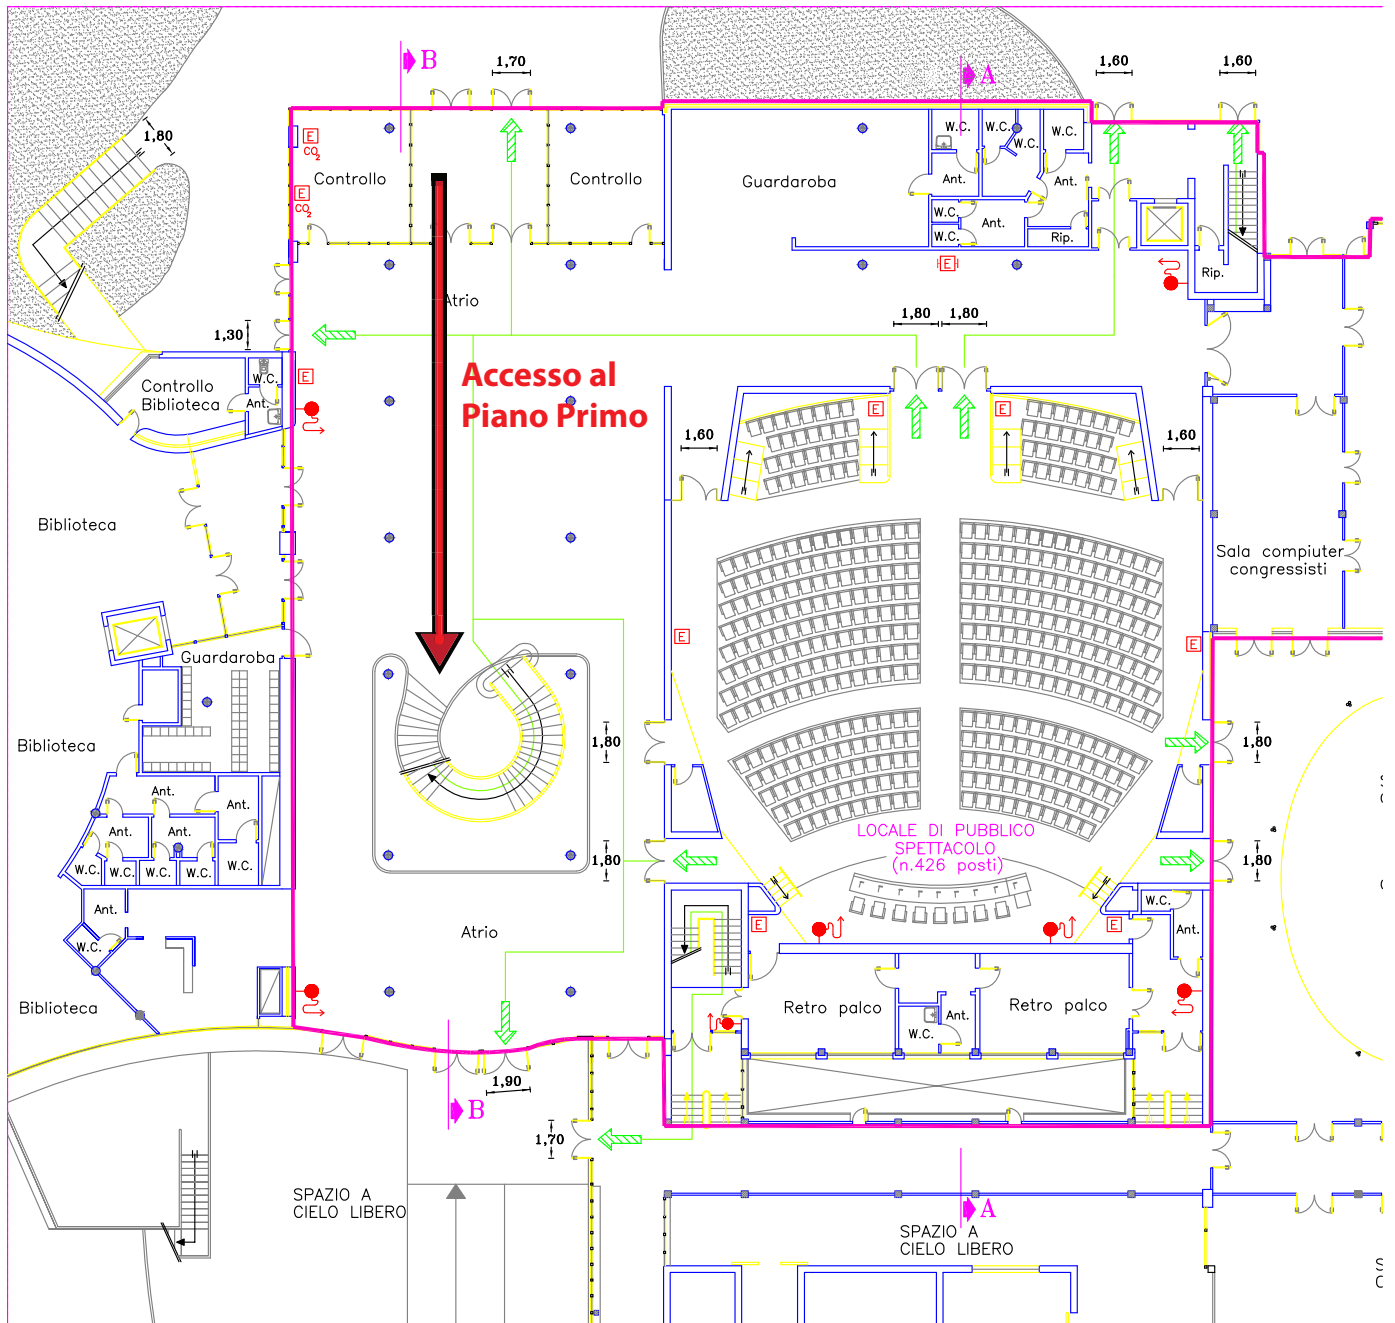 B
1,70
A
1,60
1,60
1,80
E
CO2
Controllo
E
CO2
Controllo
Guardaroba
W.C.
W.C.
W.C.
W.C.
Ant.
Ant.
W.C.
Ant.
W.C.
Rip.
E
Rip.
Atrio
1,30
1,80
1,80
Controllo
Biblioteca
W.C.
Ant.
E
Accesso al
Piano Primo
E
E
1,60
1,60
Biblioteca
Sala compiuter
congressisti
E
E
Guardaroba
Biblioteca
1,80
1,80
Ant.
Ant.
Ant.
Ant.
W.C.
W.C.
W.C.
W.C.
W.C.
LOCALE DI PUBBLICO
SPETTACOLO
(n.426 posti)
1,80
1,80
Ant.
W.C.
Atrio
E
E
W.C.
Ant.
Biblioteca
Retro palco
Retro palco
W.C.
Ant.
1,90
B
1,70
SPAZIO A
CIELO LIBERO
A
SPAZIO A
CIELO LIBERO